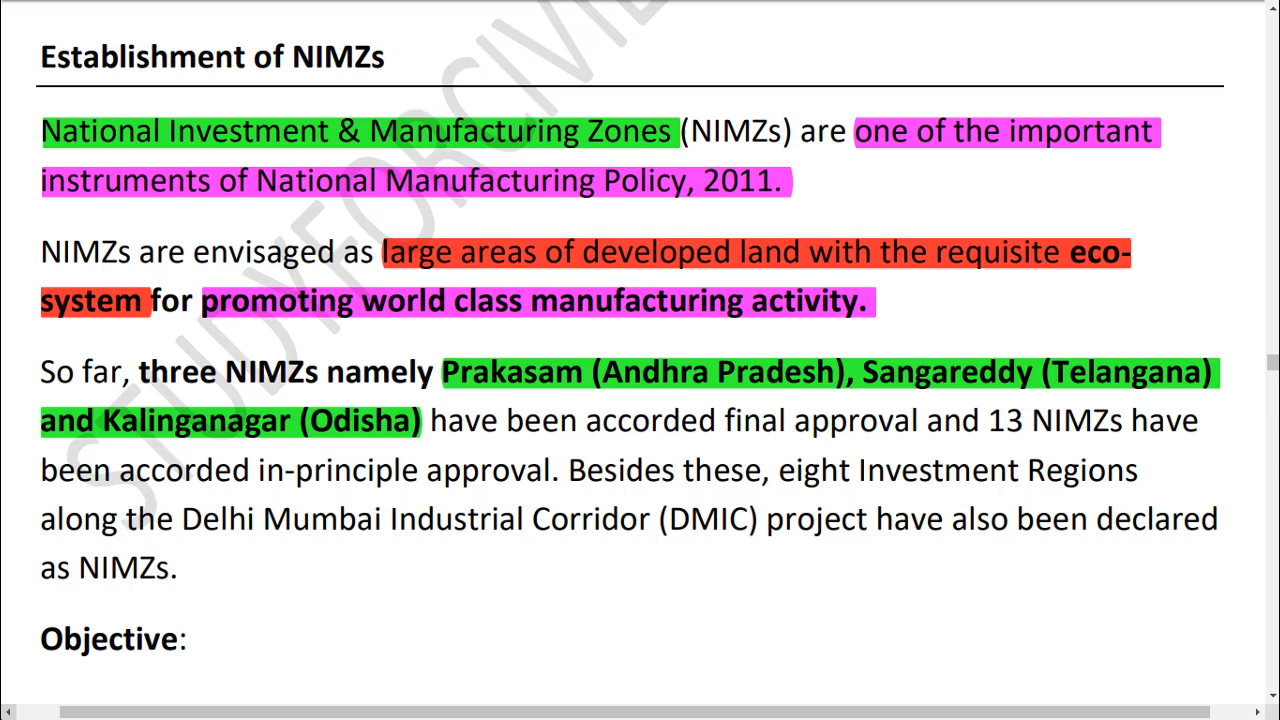 Establishment of NIMZs
National Investment & Manufacturing Zones (NIMZs) are one of the important
instruments of National Manufacturing Policy, 2011.
NIMZs are envisaged as large areas of developed land with the requisite eco-
system for promoting world class manufacturing activity.
So far, three NIMZs namely Prakasam (Andhra Pradesh), Sangareddy (Telangana)
and Kalinganagar (Odisha) have been accorded final approval and 13 NIMZs have
been accorded in-principle approval. Besides these, eight Investment Regions
along the Delhi Mumbai Industrial Corridor (DMIC) project have also been declared
as NIMZs.
Objective: